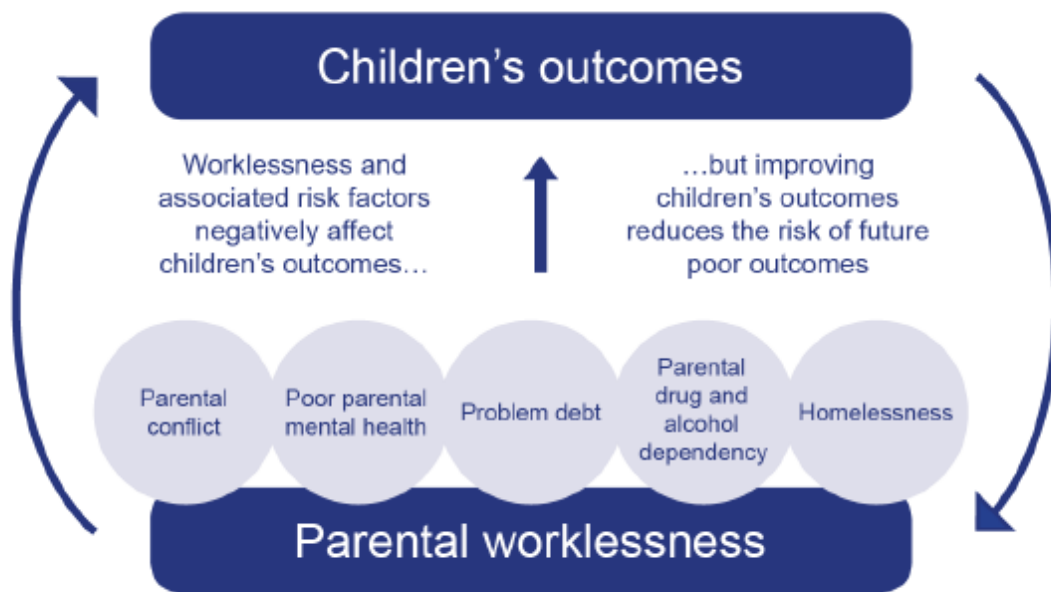 Children’s outcomes
Worklessness and
associated risk factors
negatively affect
children’s outcomes…
…but improving
children’s outcomes
reduces the risk of future
poor outcomes
Parental
conflict
Poor parental
mental health
Problem debt
Parental
drug and
alcohol
dependency
Homelessness
Parental worklessness